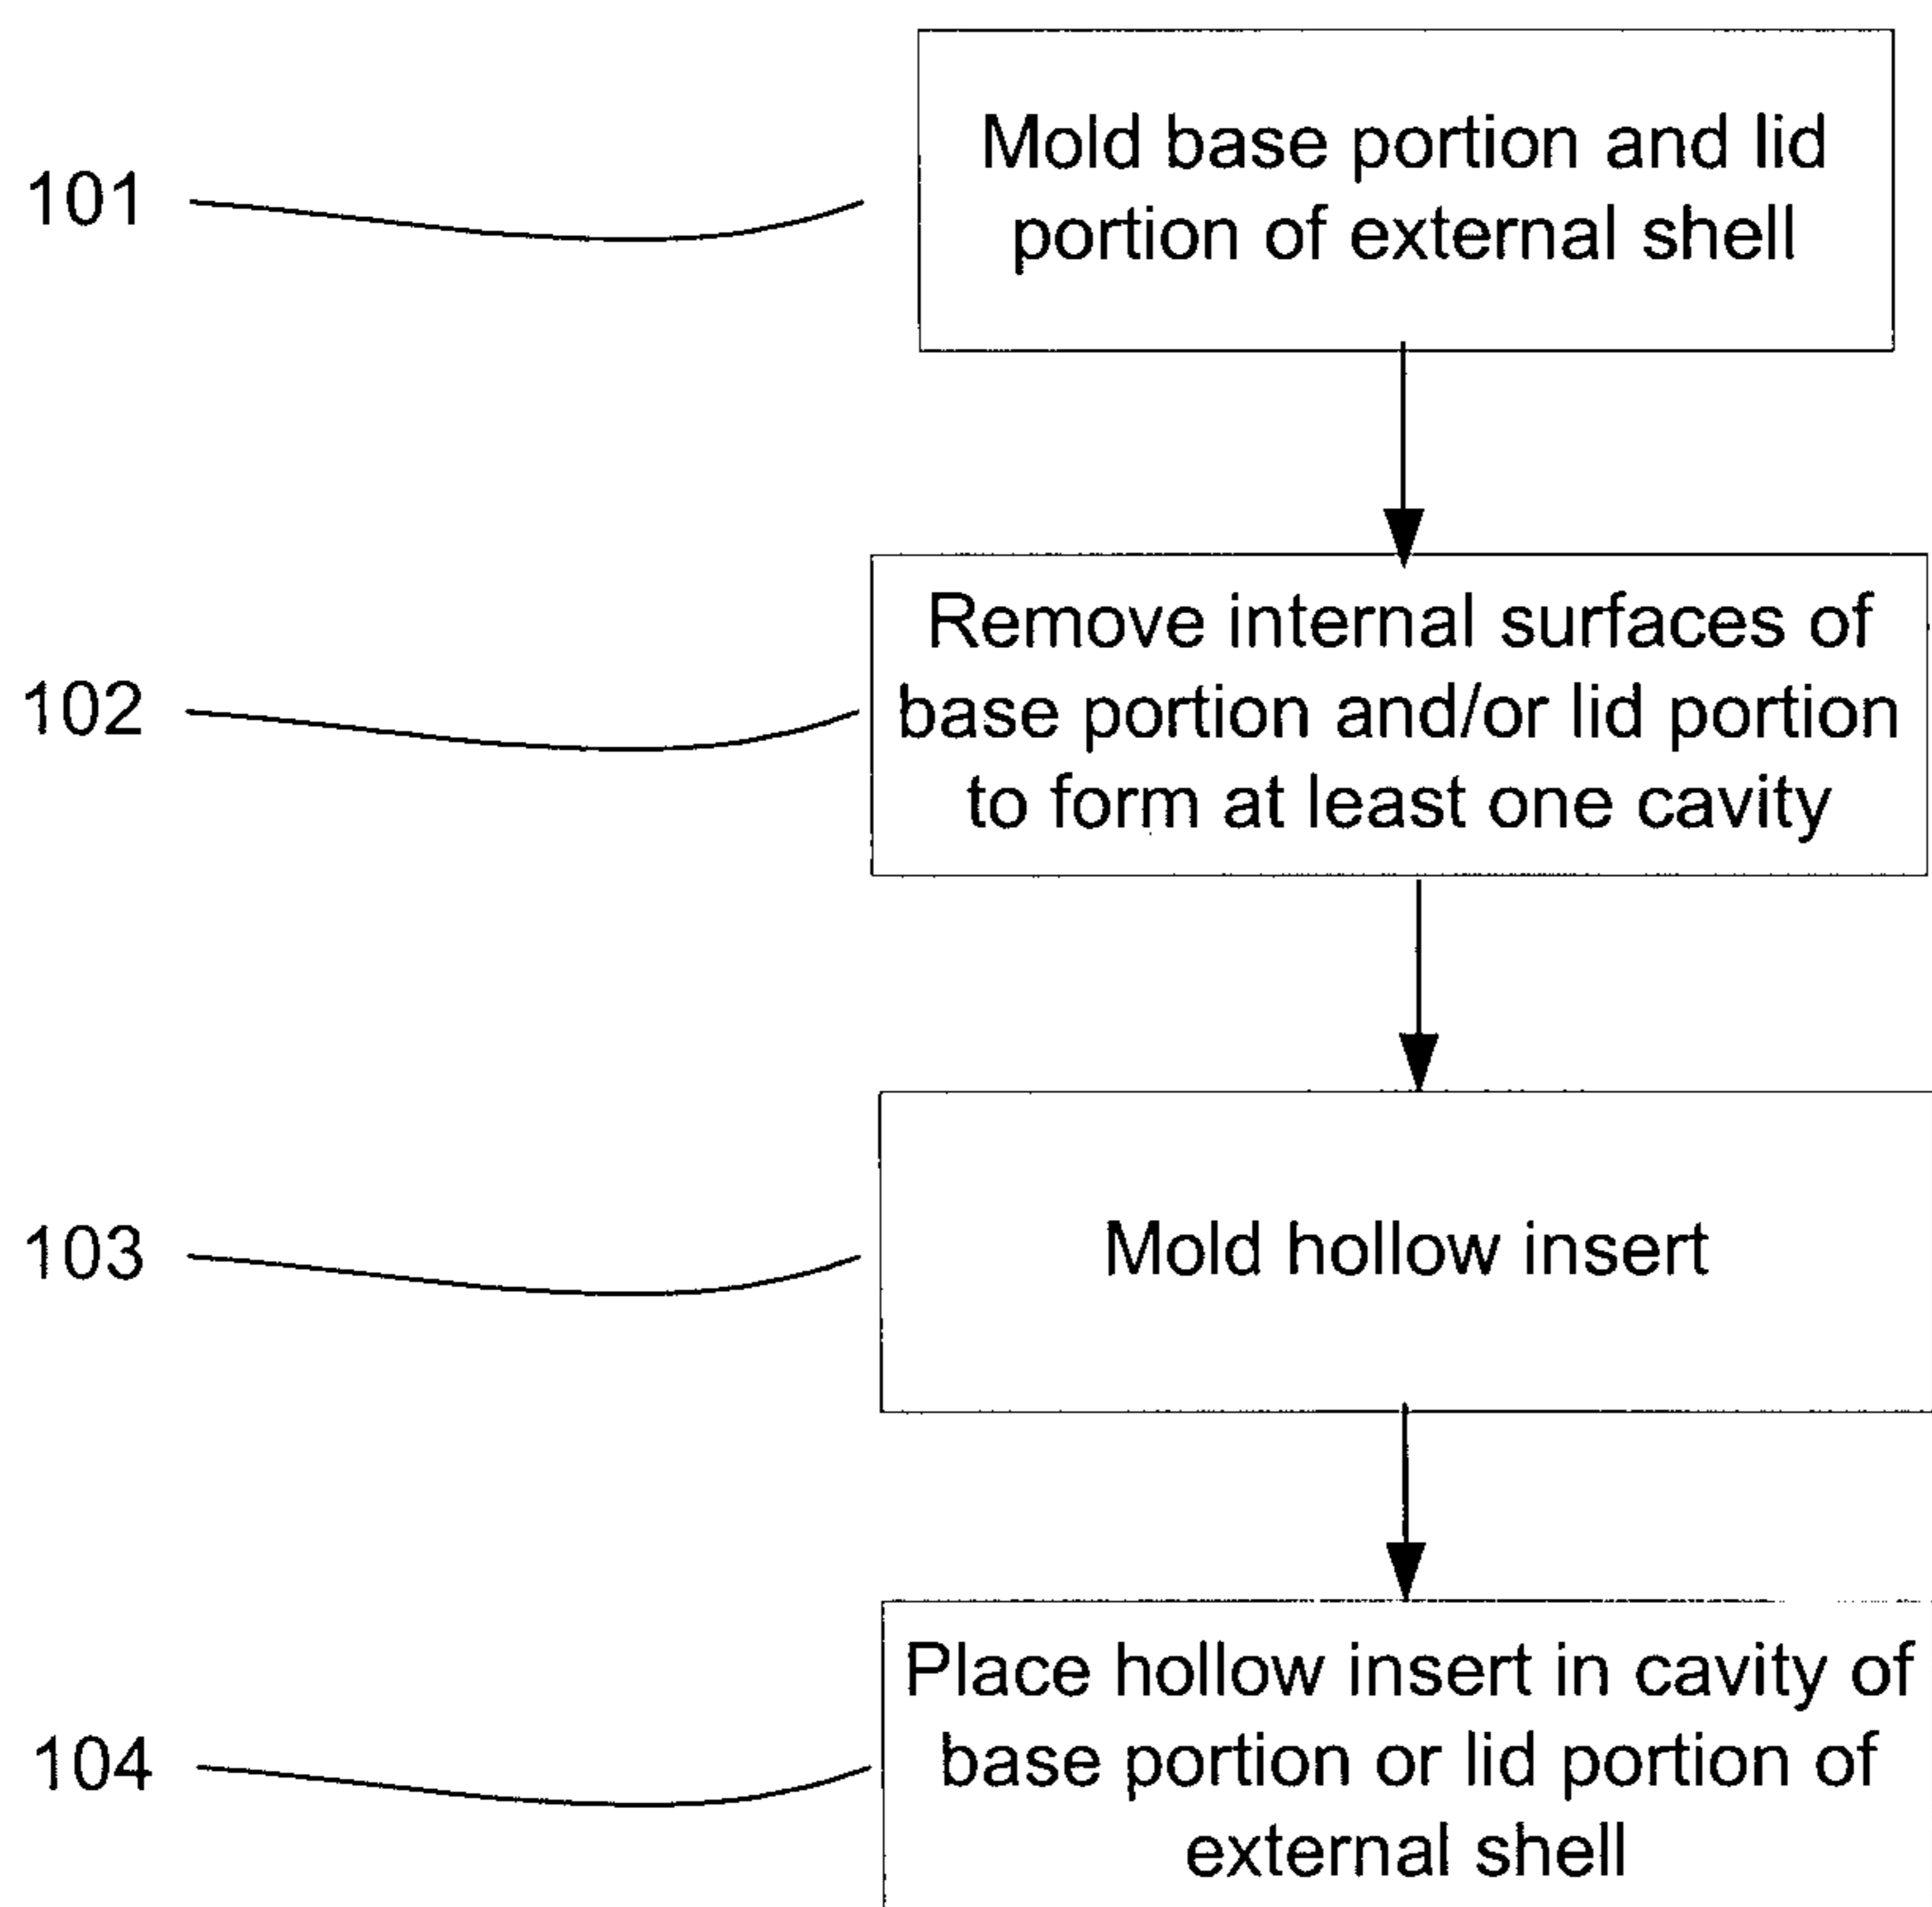 101
Mold base portion and lid
portion of external shell
102
Remove internal surfaces of
base portion and/or lid portion
to form at least one cavity
103
Mold hollow insert
104
Place hollow insert in cavity of
base portion or lid portion of
external shell